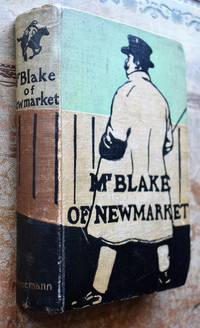 Mr Blake
of
Newmarket
Mr BLAKE
OF NEWMARKET